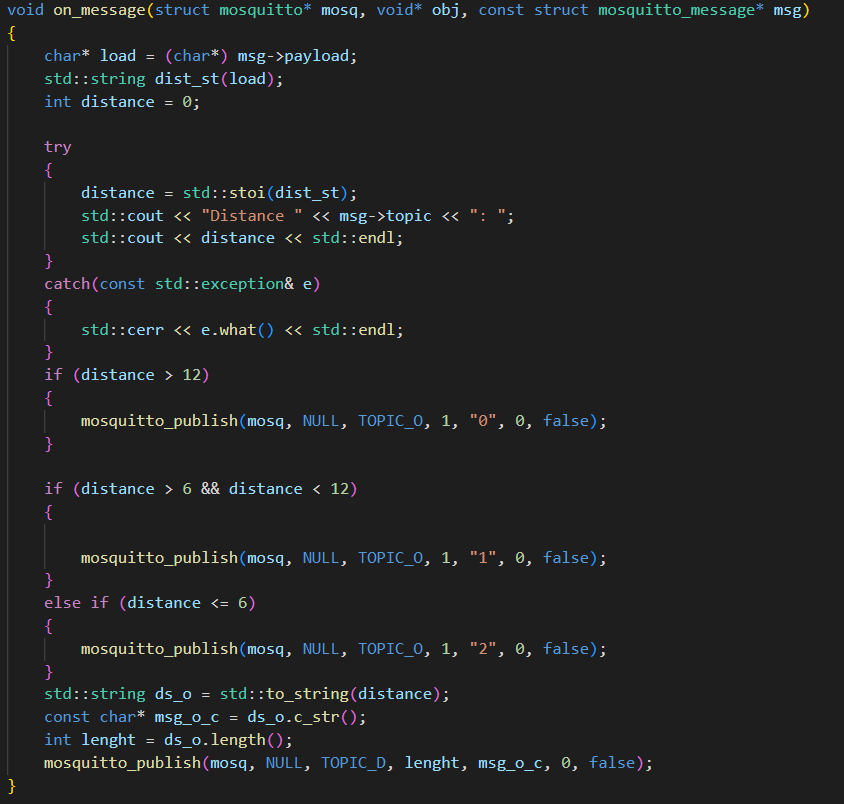 void on_message(struct mosquitto* mosq, void* obj, const struct mosquitto_message* msg)
{
    char* load = (char*) msg->payload;
    std::string dist_st(load);
    int distance = 0;

    try
    {
        distance = std::stoi(dist_st);
        std::cout << "Distance " << msg->topic << ": ";
        std::cout << distance << std::endl;
    }
    catch(const std::exception& e)
    {
        std::cerr << e.what() << std::endl;
    }
    if (distance > 12)
    {
        mosquitto_publish(mosq, NULL, TOPIC_O, 1, "0", 0, false);
    }

    if (distance > 6 && distance < 12)
    {

        mosquitto_publish(mosq, NULL, TOPIC_O, 1, "1", 0, false);
    }
    else if (distance <= 6)
    {
        mosquitto_publish(mosq, NULL, TOPIC_O, 1, "2", 0, false);
    }
    std::string ds_o = std::to_string(distance);
    const char* msg_o_c = ds_o.c_str();
    int lenght = ds_o.length();
    mosquitto_publish(mosq, NULL, TOPIC_D, lenght, msg_o_c, 0, false);
}